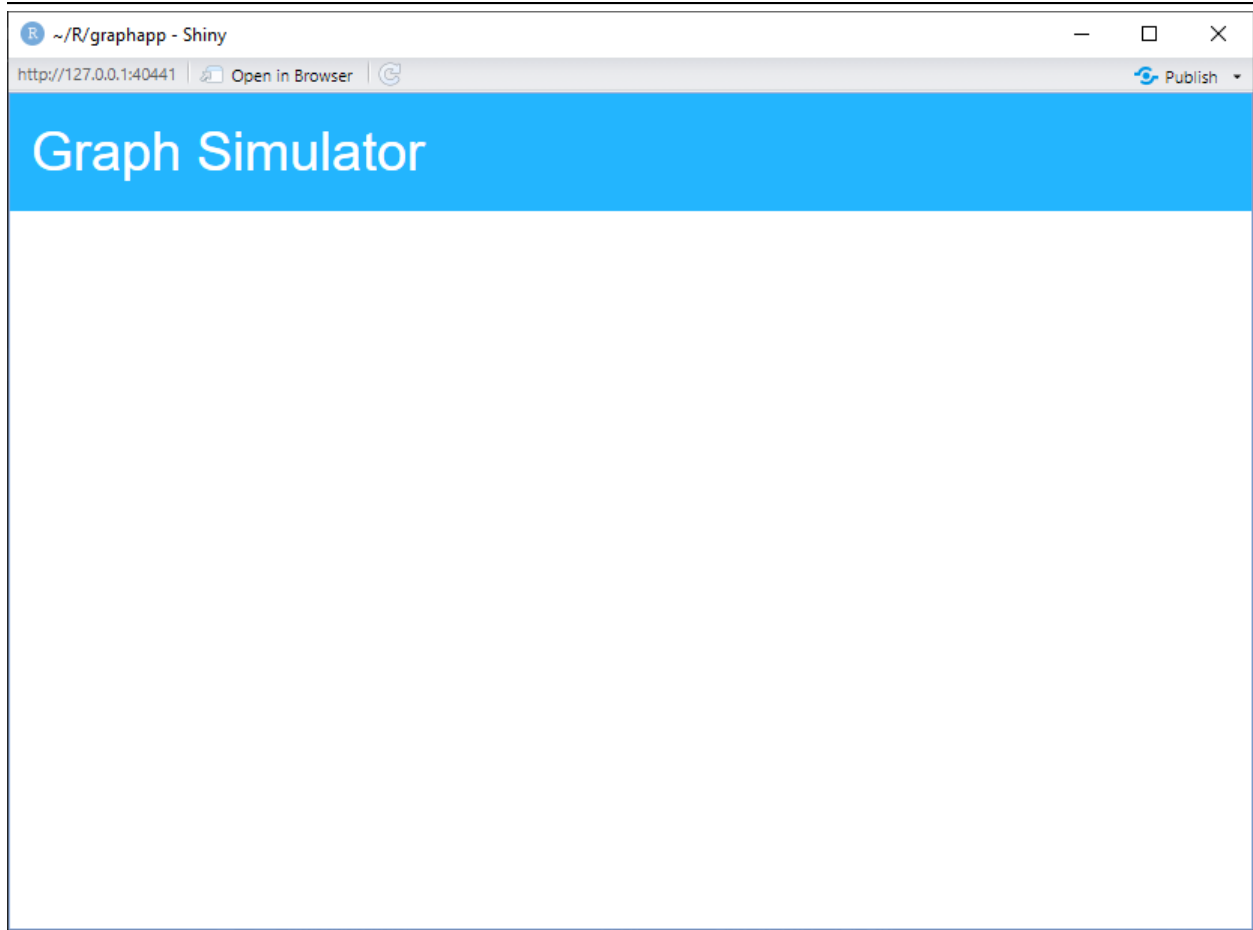 R ~/R/graphapp - Shiny
http://127.0.0.1:40441 Open in Browser Publish
Graph Simulator